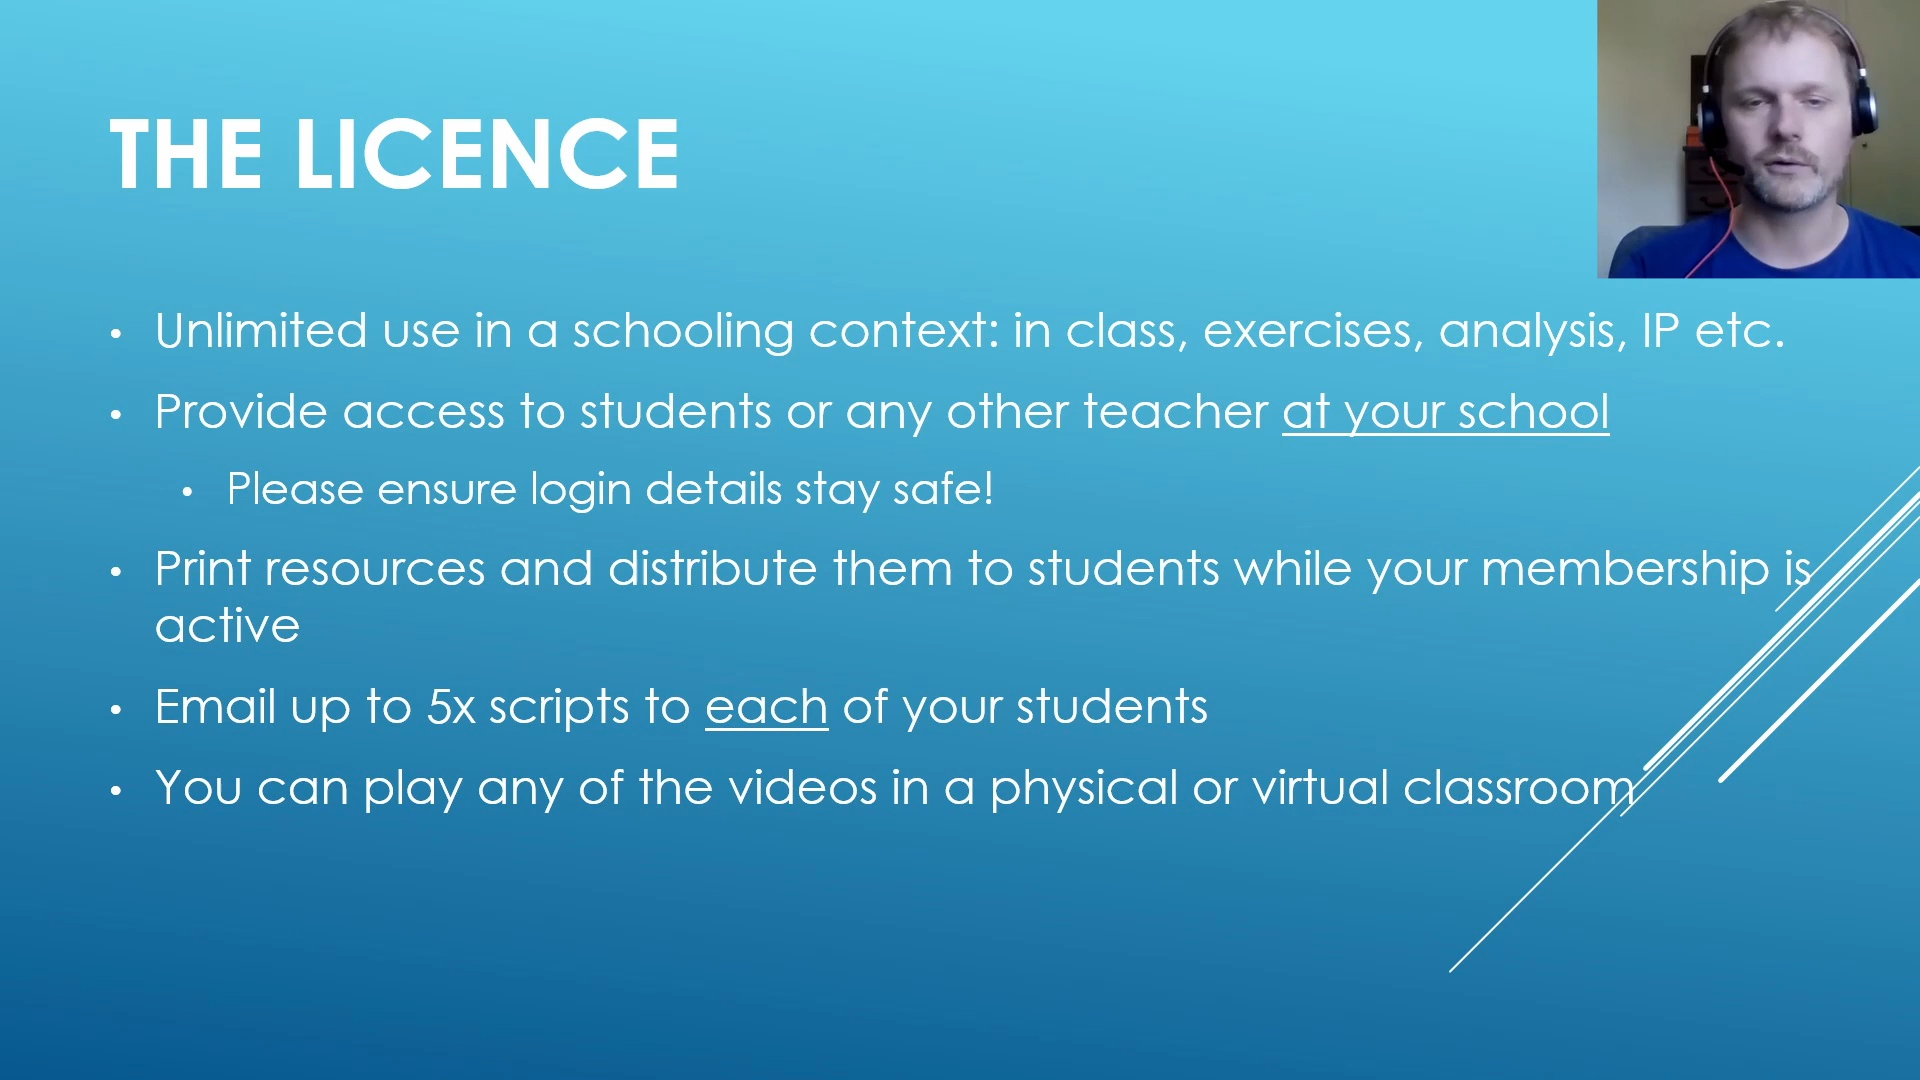 THE LICENCE
• Unlimited use in a schooling context: in class, exercises, analysis, IP etc.
• Provide access to students or any other teacher at your school
• Please ensure login details stay safe!
• Print resources and distribute them to students while your membership is
active
• Email up to 5x scripts to each of your students
• You can play any of the videos in a physical or virtual classroom